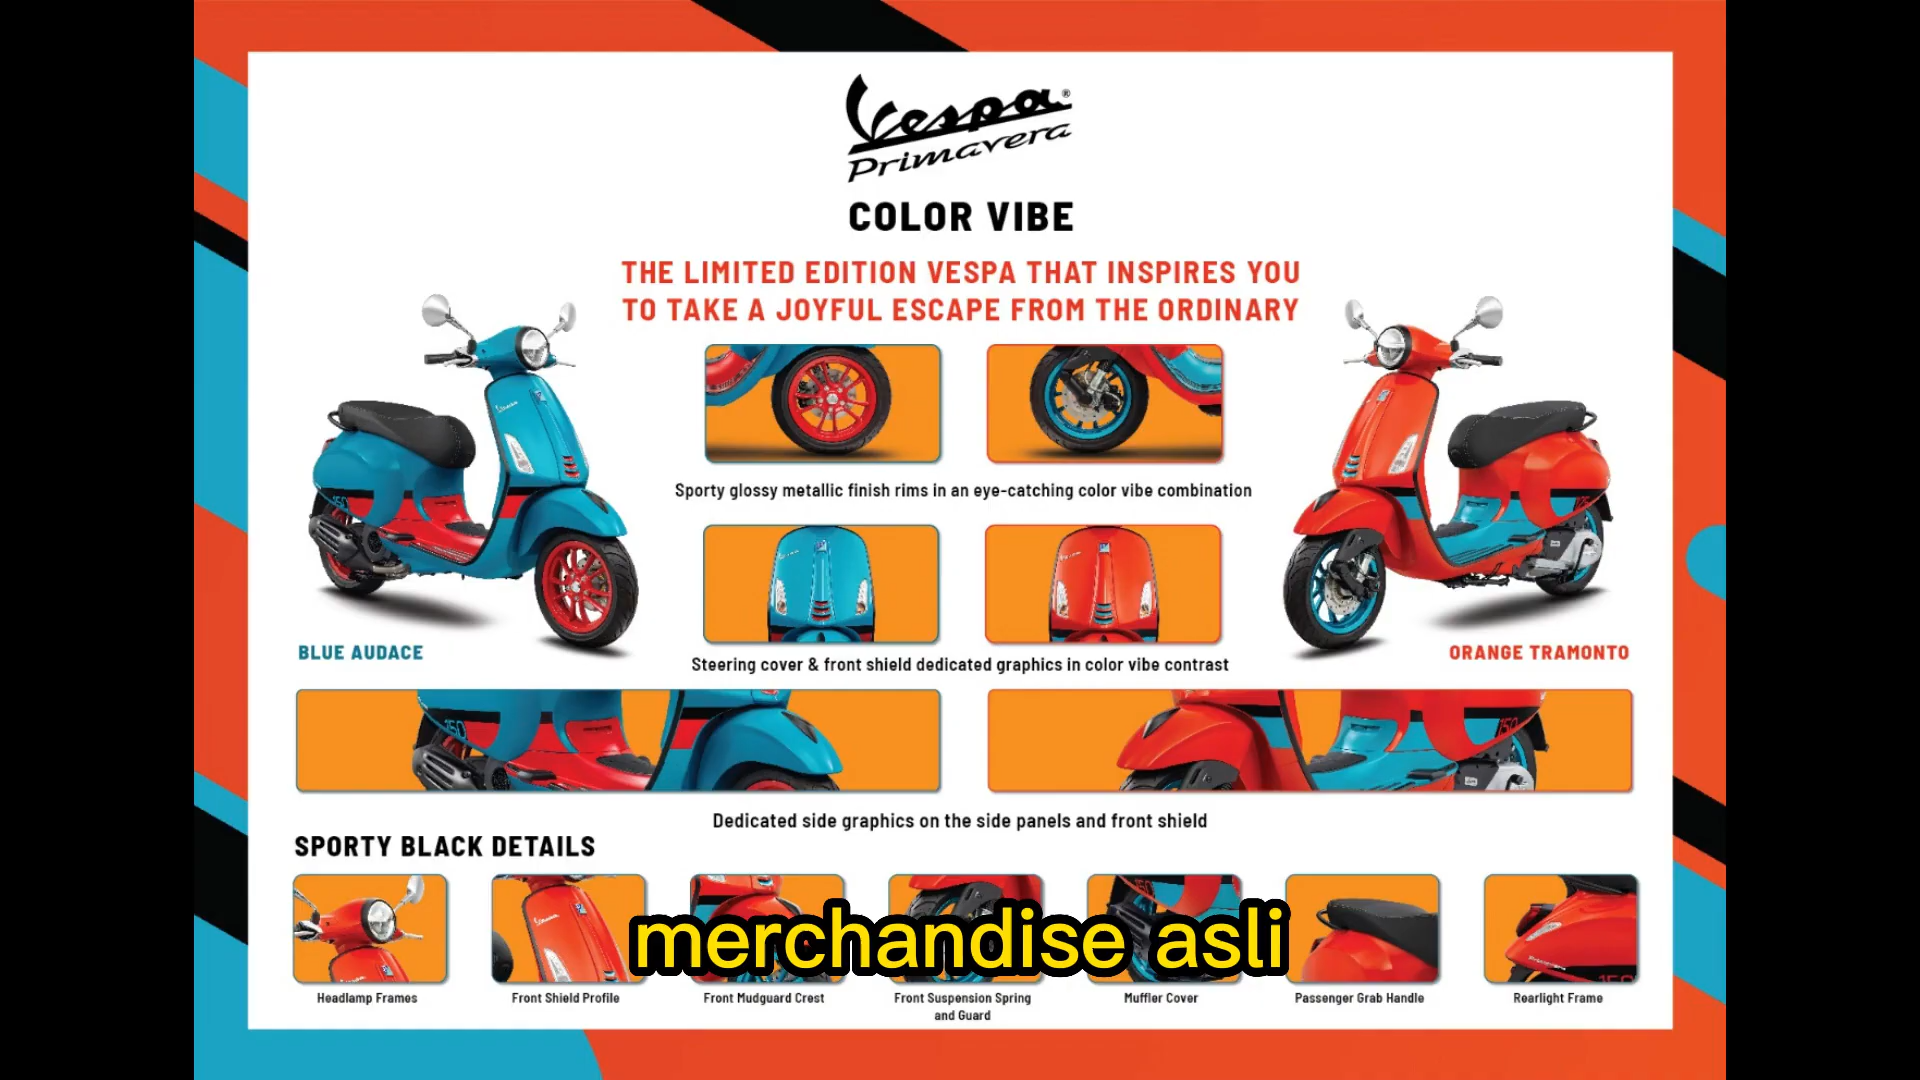 Vespa®
Primavera
COLOR VIBE
THE LIMITED EDITION VESPA THAT INSPIRES YOU
TO TAKE A JOYFUL ESCAPE FROM THE ORDINARY
Sporty glossy metallic finish rims in an eye-catching color vibe combination
Steering cover & front shield dedicated graphics in color vibe contrast
BLUE AUDACE
ORANGE TRAMONTO
150
150
Dedicated side graphics on the side panels and front shield
SPORTY BLACK DETAILS
merchandise asli
Headlamp Frames
Front Shield Profile
Front Mudguard Crest
Front Suspension Spring
and Guard
Muffler Cover
Passenger Grab Handle
Rearlight Frame